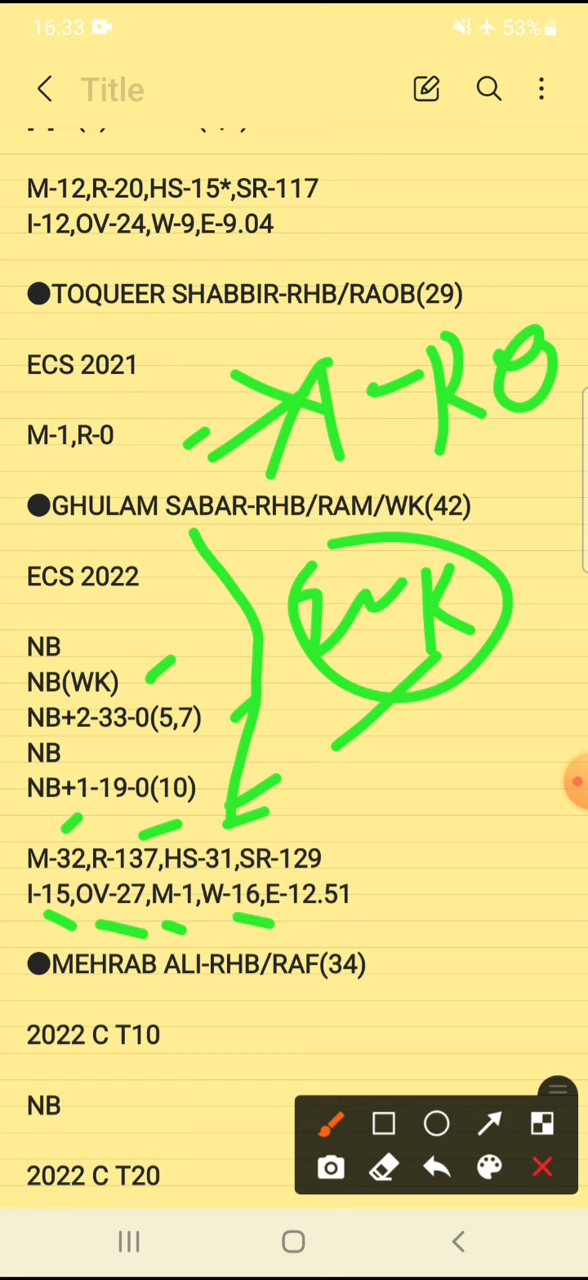 16:33 53%
Title
M-12,R-20,HS-15*,SR-117
I-12,OV-24,W-9,E-9.04
●TOQUEER SHABBIR-RHB/RAOB(29)
ECS 2021
A-RO
M-1,R-0
●GHULAM SABAR-RHB/RAM/WK(42)
ECS 2022
WK
NB
NB(WK)
NB+2-33-0(5,7)
NB
NB+1-19-0(10)
M-32,R-137,HS-31,SR-129
I-15,OV-27,M-1,W-16,E-12.51
●MEHRAB ALI-RHB/RAF(34)
2022 C T10
NB
2022 C T20